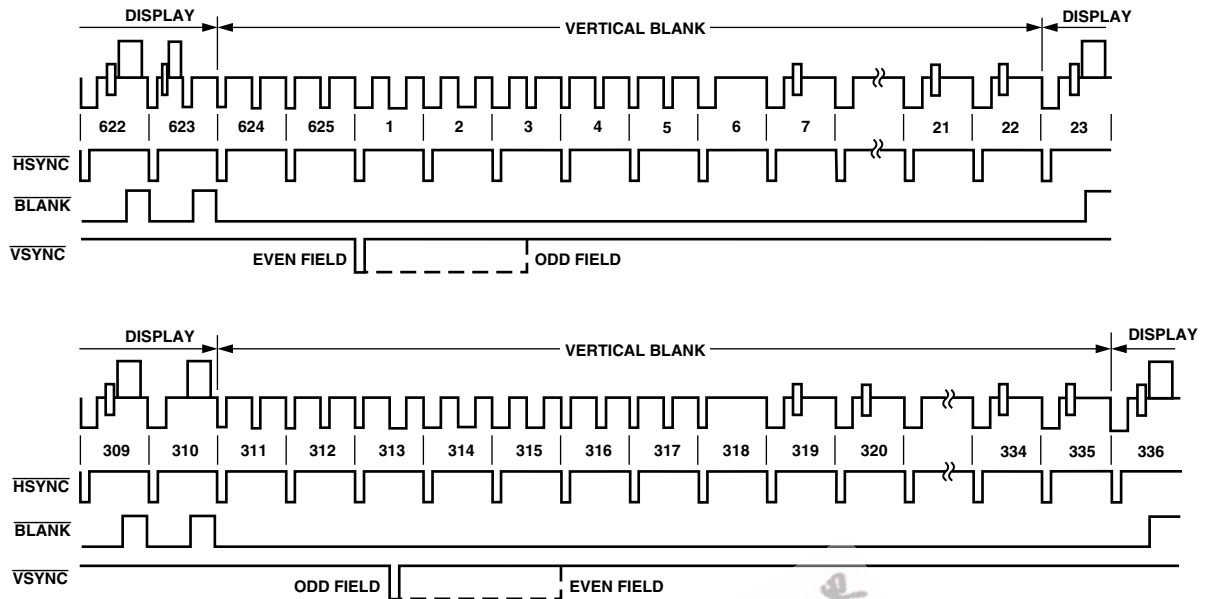 DISPLAY VERTICAL BLANK DISPLAY
622 623 624 625 1 2 3 4 5 6 7 21 22 23
HSYNC
BLANK
VSYNC
EVEN FIELD ODD FIELD
DISPLAY VERTICAL BLANK DISPLAY
309 310 311 312 313 314 315 316 317 318 319 320 334 335 336
HSYNC
BLANK
VSYNC
ODD FIELD EVEN FIELD